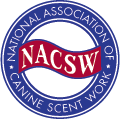 NATIONAL ASSOCIATION OF
NACSW
CANINE SCENT WORK